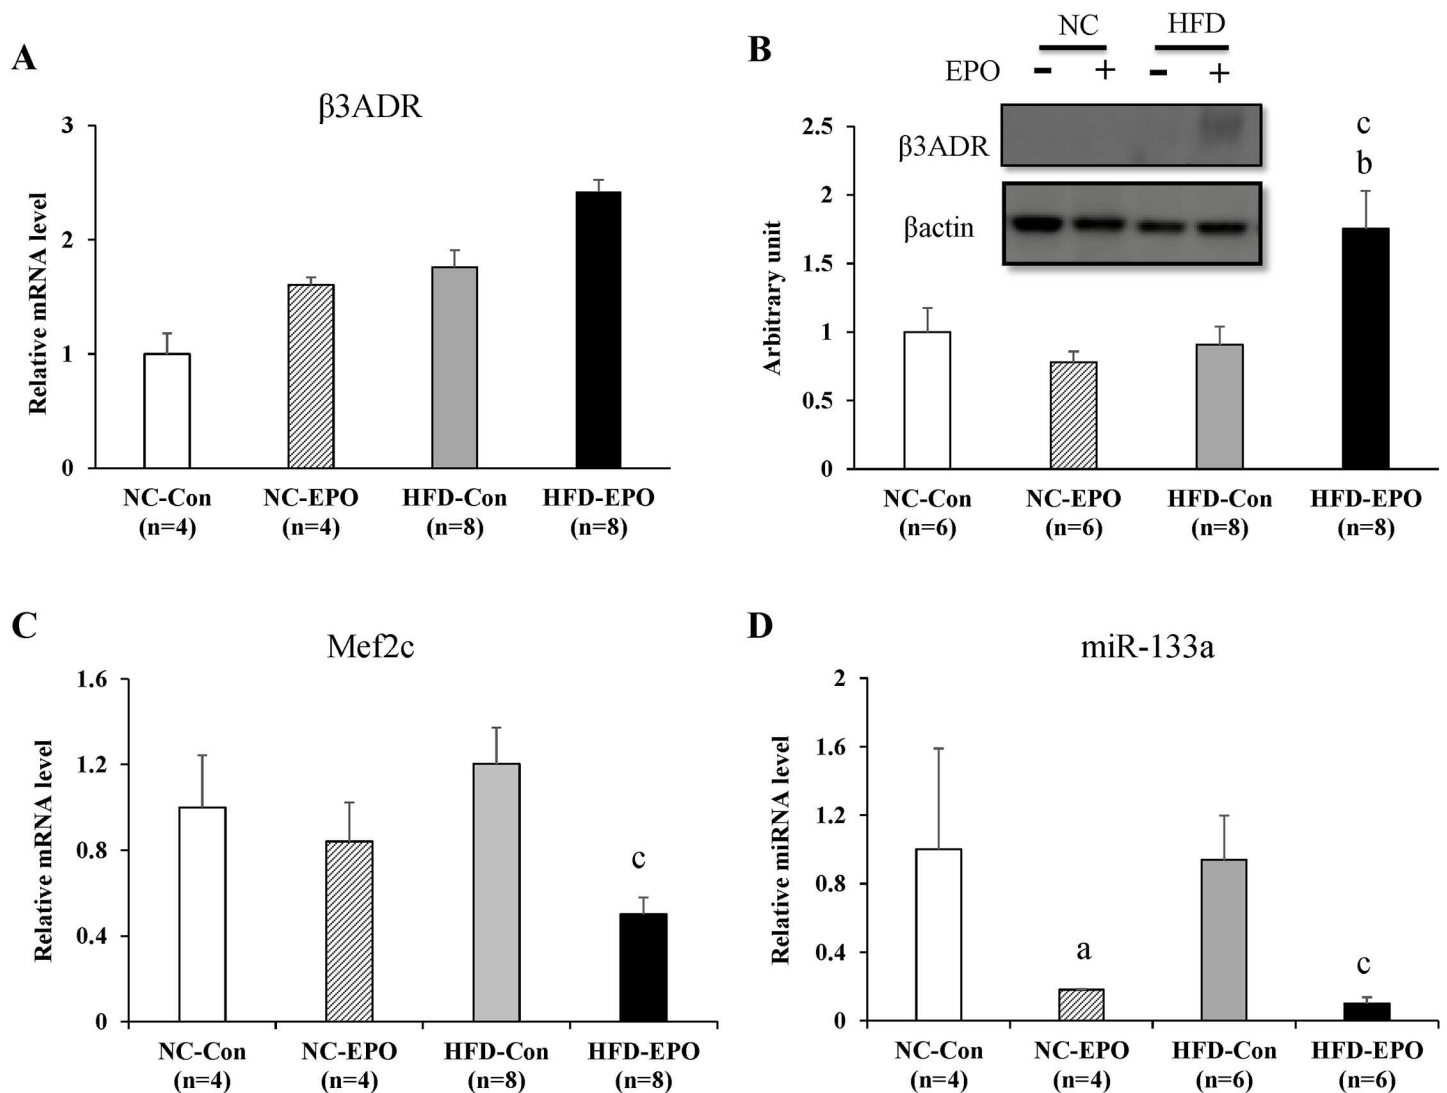 A
β3ADR
3
2
1
0
Relative mRNA level
NC-Con
(n=4)
NC-EPO
(n=4)
HFD-Con
(n=8)
HFD-EPO
(n=8)
B
NC
HFD
EPO
-
+
-
+
β3ADR
βactin
c
b
2.5
2
1.5
1
0.5
0
Arbitrary unit
NC-Con
(n=6)
NC-EPO
(n=6)
HFD-Con
(n=8)
HFD-EPO
(n=8)
C
Mef2c
1.6
1.2
0.8
0.4
0
Relative mRNA level
c
NC-Con
(n=4)
NC-EPO
(n=4)
HFD-Con
(n=8)
HFD-EPO
(n=8)
D
miR-133a
2
1.6
1.2
0.8
0.4
0
Relative miRNA level
a
c
NC-Con
(n=4)
NC-EPO
(n=4)
HFD-Con
(n=6)
HFD-EPO
(n=6)